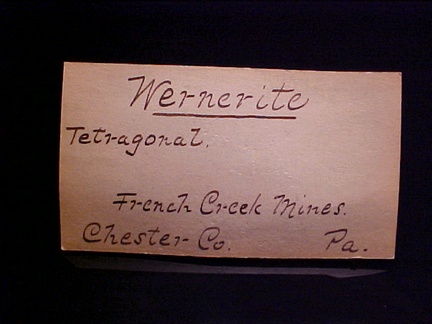 Wernerite
Tetragonal.
French Creek Mines.
Chester Co. Pa.